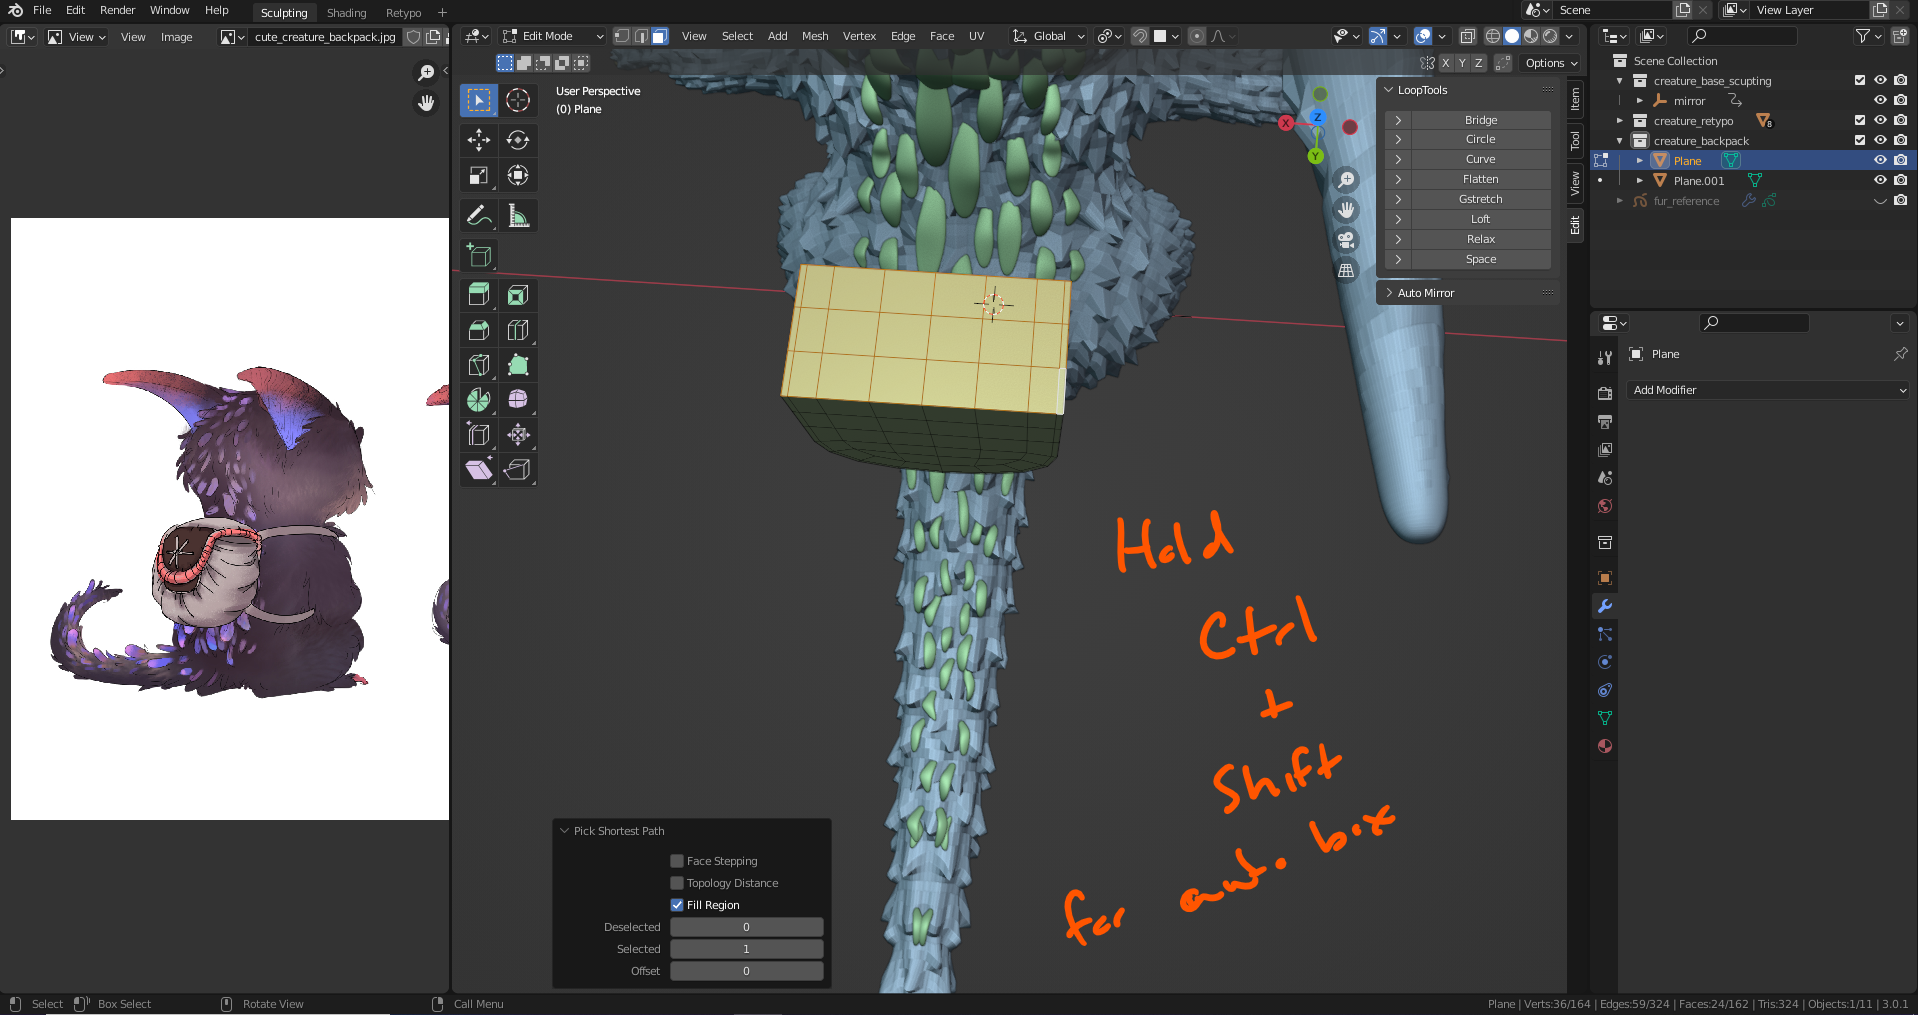 File Edit Render Window Help Sculpting Shading Retypo + Scene View Layer
View View Image cute_creature_backpack.jpg
Edit Mode View Select Add Mesh Vertex Edge Face UV Global
X Y Z Options
User Perspective
(0) Plane
X Y Z
LoopTools
Bridge
Circle
Curve
Flatten
Gstretch
Loft
Relax
Space
Auto Mirror
Item
Tool
View
Edit
Scene Collection
creature_base_scupting
mirror
creature_retypo 8
creature_backpack
Plane
Plane.001
fur_reference
Plane
Add Modifier
Hold
Ctrl
+
Shift
for
box
Pick Shortest Path
Face Stepping
Topology Distance
Fill Region
Deselected 0
Selected 1
Offset 0
Select Box Select Rotate View Call Menu
Plane | Verts:36/164 | Edges:59/324 | Faces:24/162 | Tris:324 | Objects:1/11 | 3.0.1